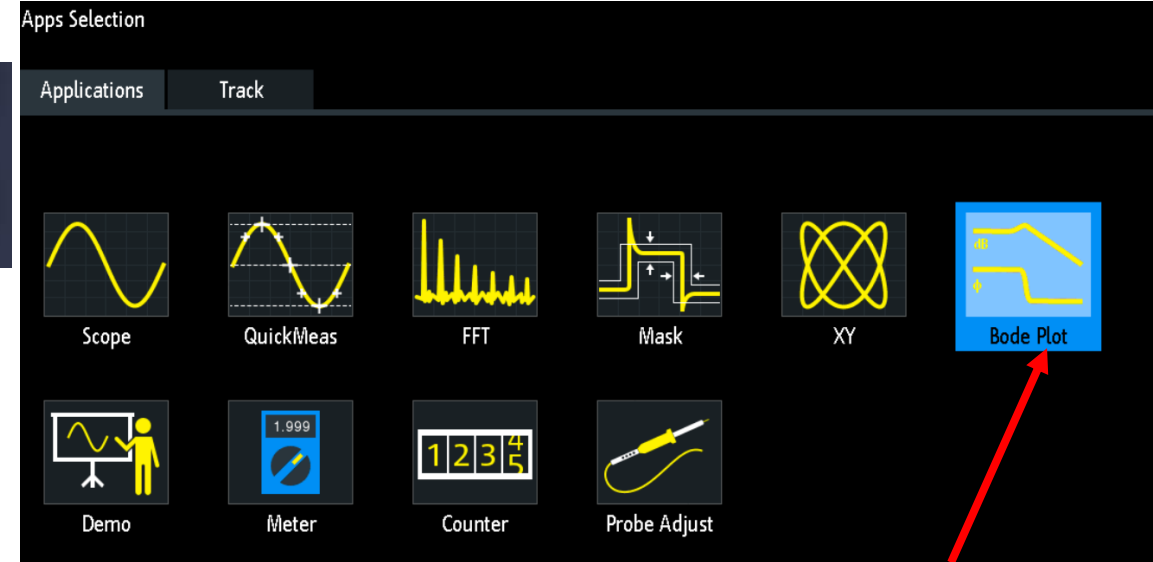 Apps Selection
Applications Track
dB
ϕ
Scope QuickMeas FFT Mask XY Bode Plot
1.999
1 2 3 4 5
Demo Meter Counter Probe Adjust